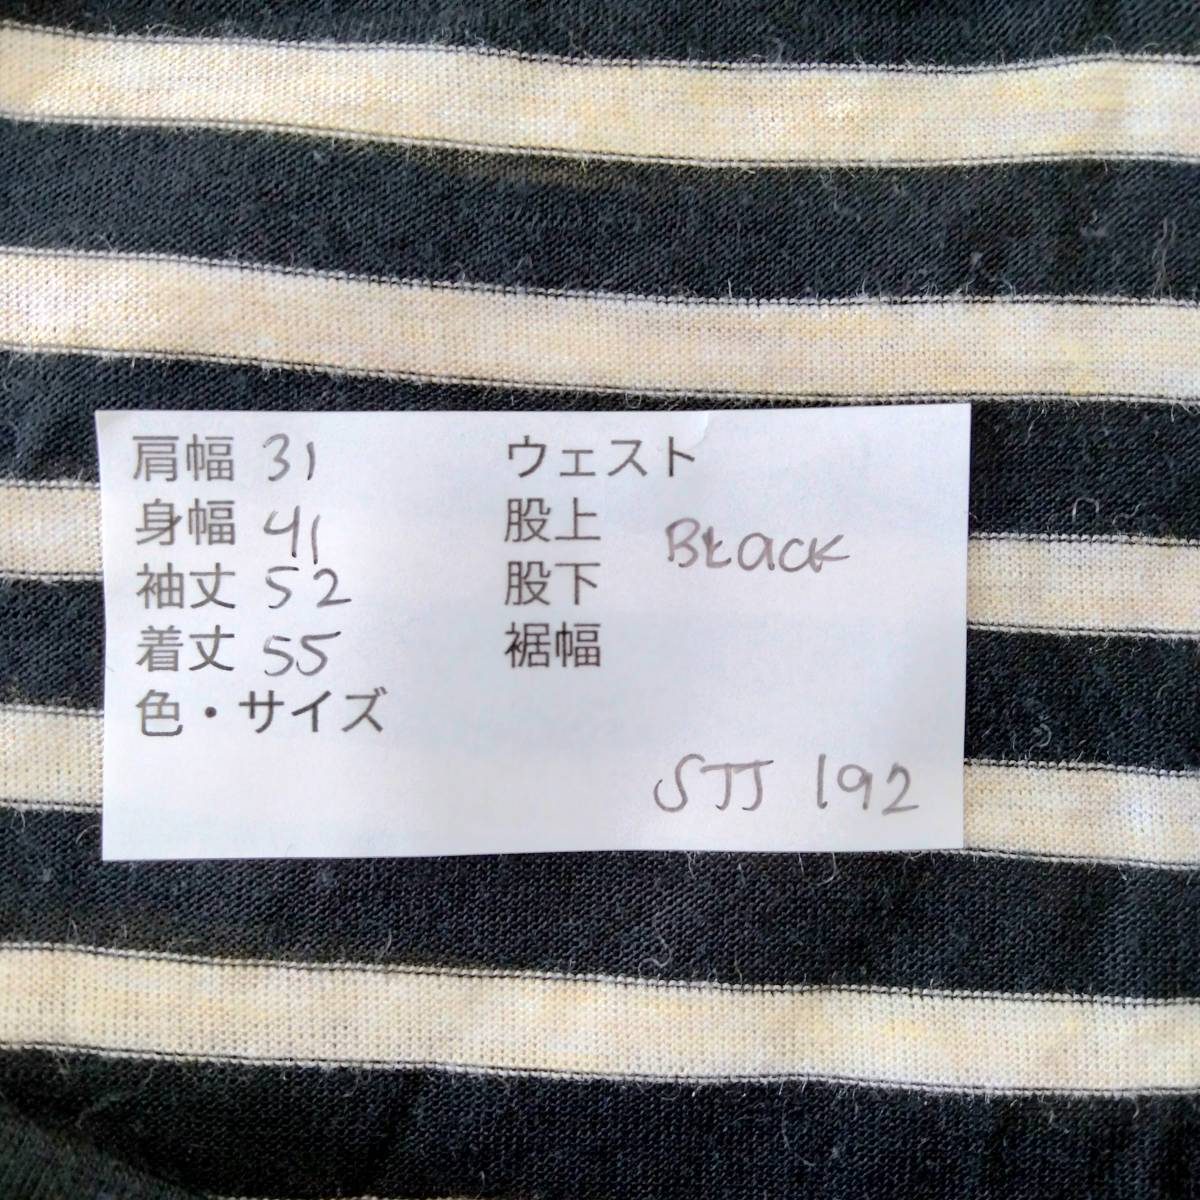 肩幅 31
身幅 41
袖丈 52
着丈 55
色・サイズ
ウェスト
股上
股下
裾幅
Black
STJ 192